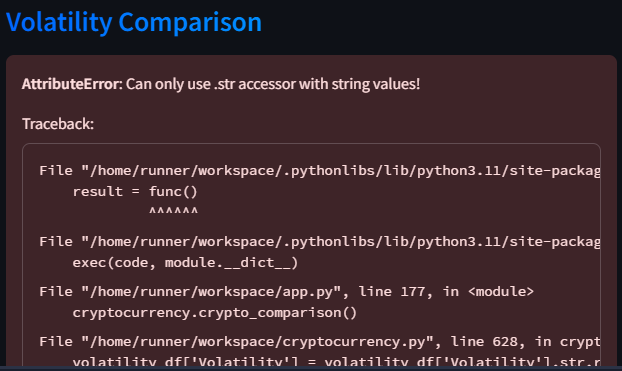 Volatility Comparison
AttributeError: Can only use .str accessor with string values!
Traceback:
File "/home/runner/workspace/.pythonlibs/lib/python3.11/site-packag
result = func()
^^^^^^
File "/home/runner/workspace/.pythonlibs/lib/python3.11/site-packag
exec(code, module.__dict__)
File "/home/runner/workspace/app.py", line 177, in <module>
cryptocurrency.crypto_comparison()
File "/home/runner/workspace/cryptocurrency.py", line 628, in crypt
volatility_df['Volatility'] = volatility_df['Volatility'].str.r